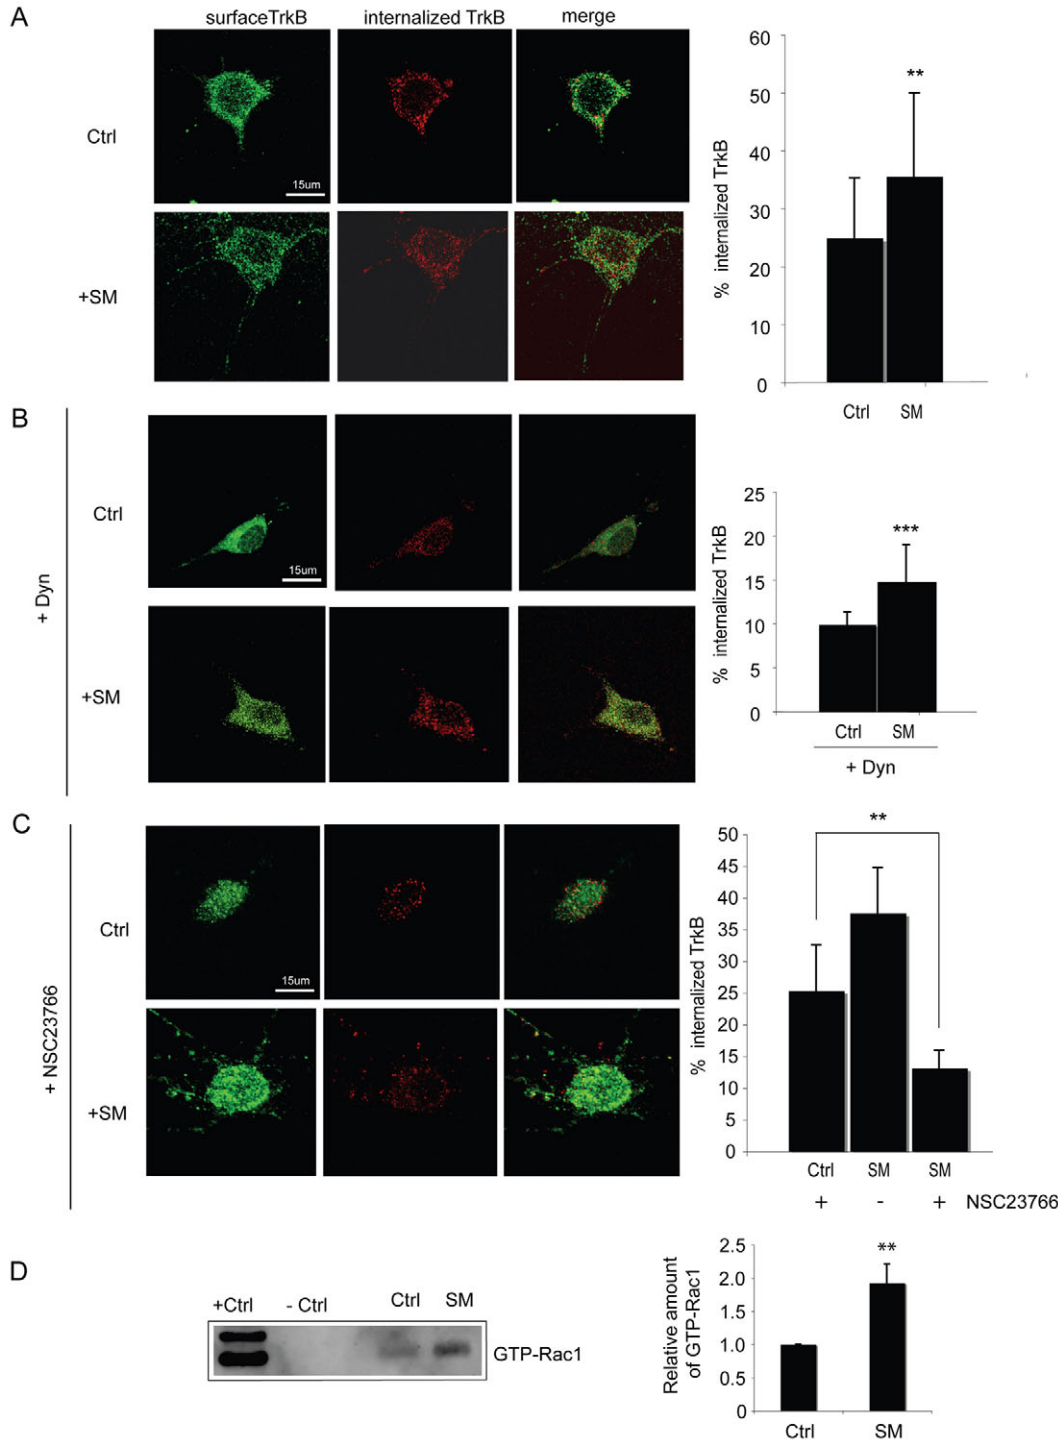 A
surfaceTrkB internalized TrkB merge
Ctrl
15um
+SM
% internalized TrkB
60
50
40
30
20
10
0
**
Ctrl SM
B
+ Dyn
Ctrl
15um
+SM
% internalized TrkB
25
20
15
10
5
0
***
Ctrl SM
+ Dyn
C
+ NSC23766
Ctrl
15um
+SM
% internalized TrkB
50
45
40
35
30
25
20
15
10
5
0
**
Ctrl SM SM
+ - + NSC23766
D
+Ctrl - Ctrl Ctrl SM
GTP-Rac1
Relative amount
of GTP-Rac1
2.5
2.0
1.5
1.0
0.5
0
**
Ctrl SM